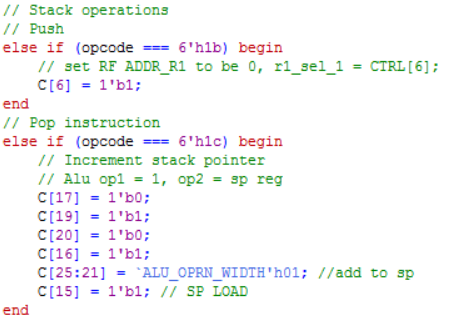 // Stack operations
// Push
else if (opcode === 6'h1b) begin
    // set RF ADDR_R1 to be 0, r1_sel_1 = CTRL[6];
    C[6] = 1'b1;
end
// Pop instruction
else if (opcode === 6'h1c) begin
    // Increment stack pointer
    // Alu op1 = 1, op2 = sp reg
    C[17] = 1'b0;
    C[19] = 1'b1;
    C[20] = 1'b0;
    C[16] = 1'b1;
    C[25:21] = `ALU_OPRN_WIDTH'h01; //add to sp
    C[15] = 1'b1; // SP LOAD
end